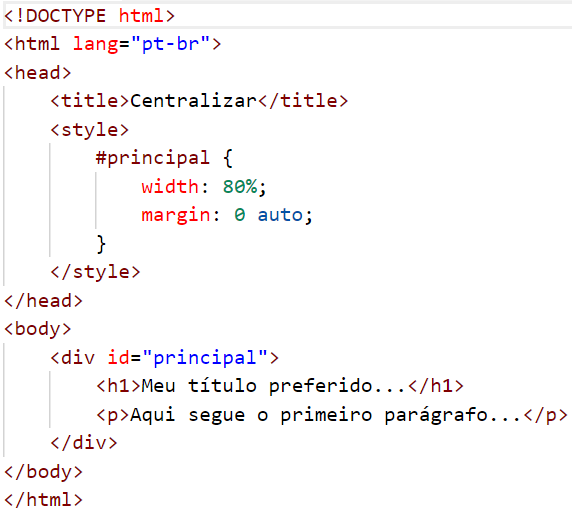 <!DOCTYPE html>
<html lang="pt-br">
<head>
    <title>Centralizar</title>
    <style>
        #principal {
            width: 80%;
            margin: 0 auto;
        }
    </style>
</head>
<body>
    <div id="principal">
        <h1>Meu título preferido...</h1>
        <p>Aqui segue o primeiro parágrafo...</p>
    </div>
</body>
</html>